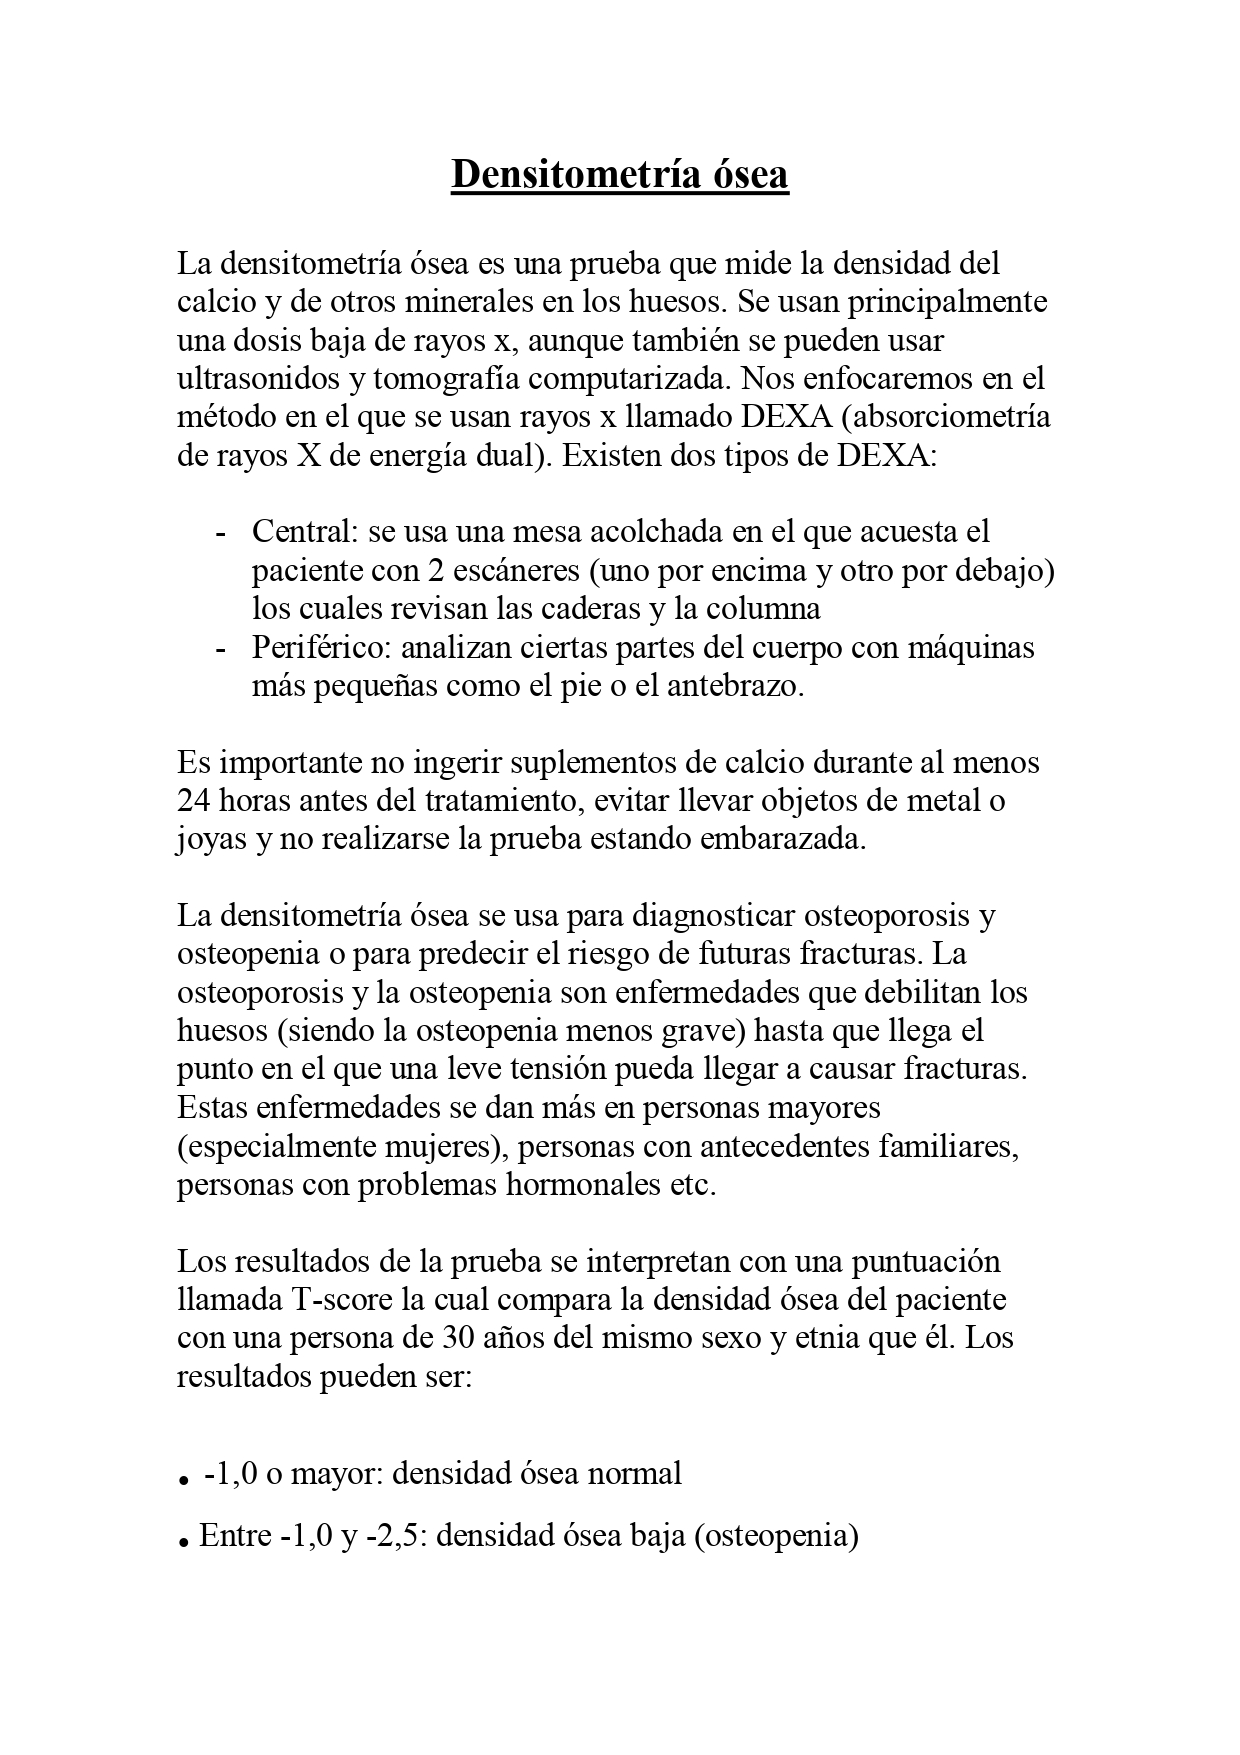 Densitometría ósea
La densitometría ósea es una prueba que mide la densidad del
calcio y de otros minerales en los huesos. Se usan principalmente
una dosis baja de rayos x, aunque también se pueden usar
ultrasonidos y tomografía computarizada. Nos enfocaremos en el
método en el que se usan rayos x llamado DEXA (absorciometría
de rayos X de energía dual). Existen dos tipos de DEXA:
- Central: se usa una mesa acolchada en el que acuesta el
paciente con 2 escáneres (uno por encima y otro por debajo)
los cuales revisan las caderas y la columna
- Periférico: analizan ciertas partes del cuerpo con máquinas
más pequeñas como el pie o el antebrazo.
Es importante no ingerir suplementos de calcio durante al menos
24 horas antes del tratamiento, evitar llevar objetos de metal o
joyas y no realizarse la prueba estando embarazada.
La densitometría ósea se usa para diagnosticar osteoporosis y
osteopenia o para predecir el riesgo de futuras fracturas. La
osteoporosis y la osteopenia son enfermedades que debilitan los
huesos (siendo la osteopenia menos grave) hasta que llega el
punto en el que una leve tensión pueda llegar a causar fracturas.
Estas enfermedades se dan más en personas mayores
(especialmente mujeres), personas con antecedentes familiares,
personas con problemas hormonales etc.
Los resultados de la prueba se interpretan con una puntuación
llamada T-score la cual compara la densidad ósea del paciente
con una persona de 30 años del mismo sexo y etnia que él. Los
resultados pueden ser:
• -1,0 o mayor: densidad ósea normal
• Entre -1,0 y -2,5: densidad ósea baja (osteopenia)